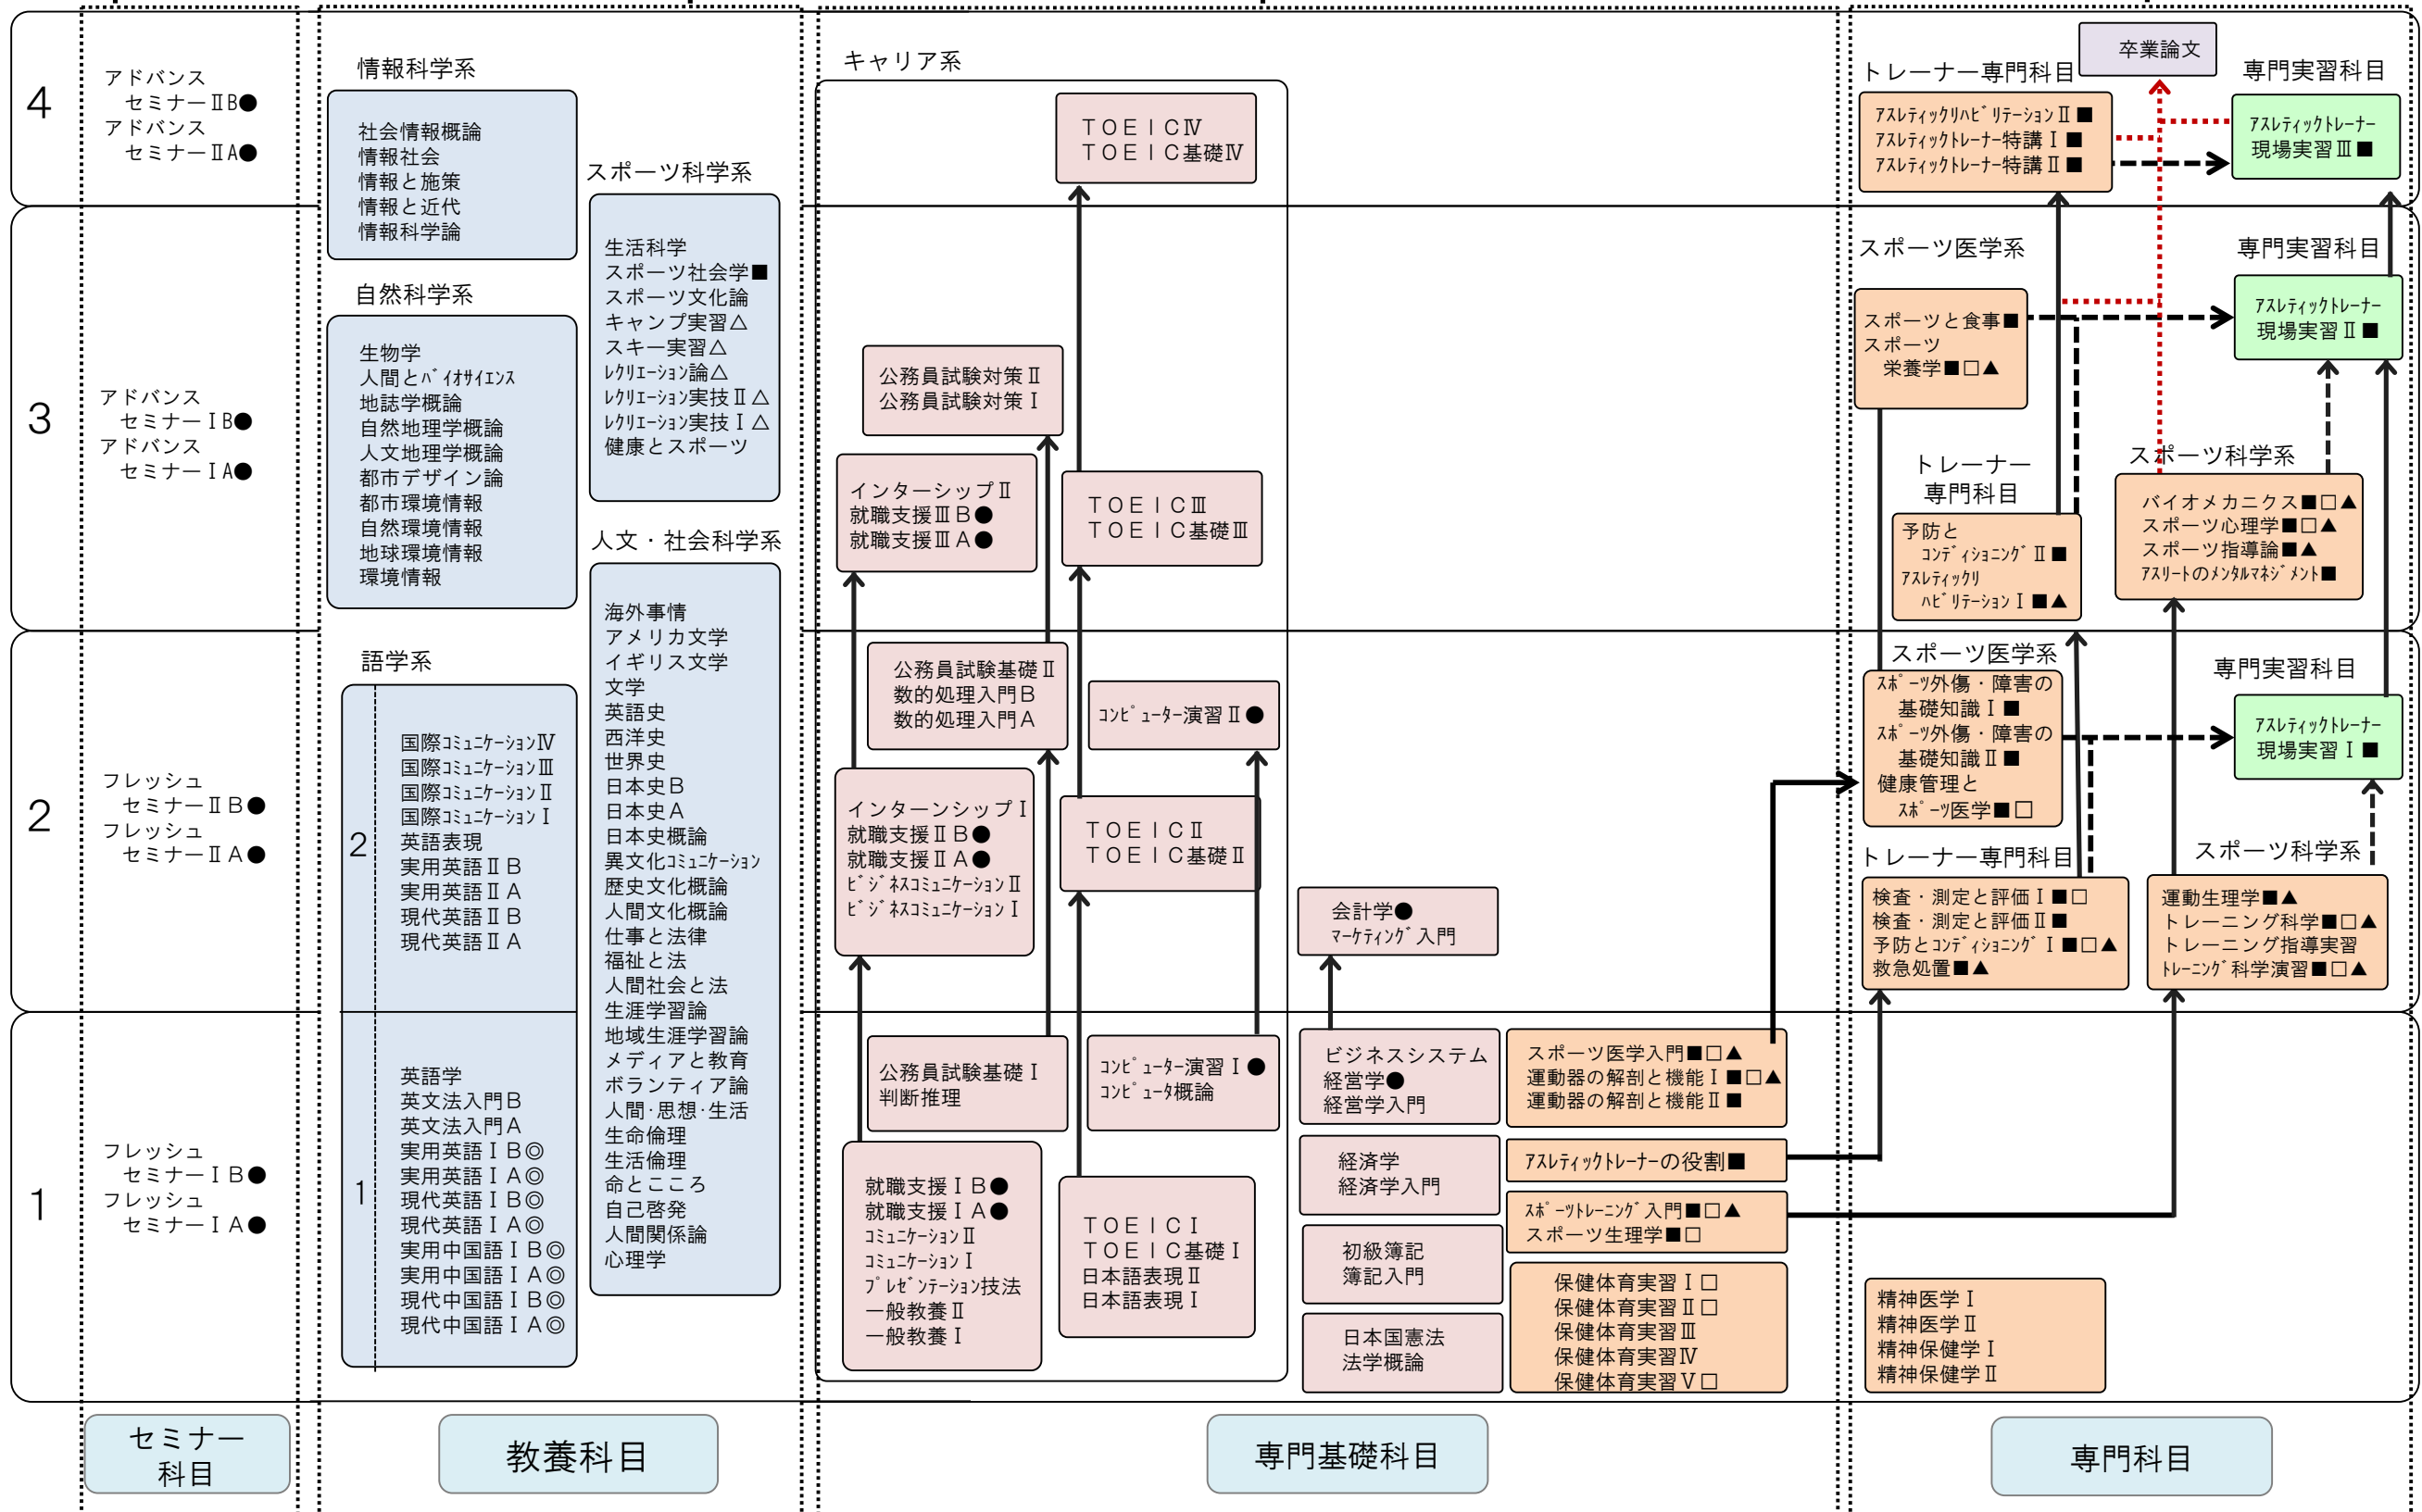 4
アドバンス
セミナーⅡB●
アドバンス
セミナーⅡA●
3
アドバンス
セミナーⅠB●
アドバンス
セミナーⅠA●
2
フレッシュ
セミナーⅡB●
フレッシュ
セミナーⅡA●
1
フレッシュ
セミナーⅠB●
フレッシュ
セミナーⅠA●
セミナー
科目
情報科学系
社会情報概論
情報社会
情報と施策
情報と近代
情報科学論
自然科学系
生物学
人間とバイオサイエンス
地誌学概論
自然地理学概論
人文地理学概論
都市デザイン論
都市環境情報
自然環境情報
地球環境情報
環境情報
語学系
2
国際コミュニケーションⅣ
国際コミュニケーションⅢ
国際コミュニケーションⅡ
国際コミュニケーションⅠ
英語表現
実用英語ⅡB
実用英語ⅡA
現代英語ⅡB
現代英語ⅡA
1
英語学
英文法入門B
英文法入門A
実用英語ⅠB◎
実用英語ⅠA◎
現代英語ⅠB◎
現代英語ⅠA◎
実用中国語ⅠB◎
実用中国語ⅠA◎
現代中国語ⅠB◎
現代中国語ⅠA◎
スポーツ科学系
生活科学
スポーツ社会学■
スポーツ文化論
キャンプ実習△
スキー実習△
レクリエーション論△
レクリエーション実技Ⅱ△
レクリエーション実技Ⅰ△
健康とスポーツ
人文・社会科学系
海外事情
アメリカ文学
イギリス文学
文学
英語史
西洋史
世界史
日本史B
日本史A
日本史概論
異文化コミュニケーション
歴史文化概論
人間文化概論
仕事と法律
福祉と法
人間社会と法
生涯学習論
地域生涯学習論
メディアと教育
ボランティア論
人間・思想・生活
生命倫理
生活倫理
命とこころ
自己啓発
人間関係論
心理学
教養科目
キャリア系
TOEICⅣ
TOEIC基礎Ⅳ
公務員試験対策Ⅱ
公務員試験対策Ⅰ
インターシップⅡ
就職支援ⅢB●
就職支援ⅢA●
TOEICⅢ
TOEIC基礎Ⅲ
公務員試験基礎Ⅱ
数的処理入門B
数的処理入門A
コンピューター演習Ⅱ●
インターンシップⅠ
就職支援ⅡB●
就職支援ⅡA●
ビジネスコミュニケーションⅡ
ビジネスコミュニケーションⅠ
TOEICⅡ
TOEIC基礎Ⅱ
会計学●
マーケティング入門
公務員試験基礎Ⅰ
判断推理
コンピューター演習Ⅰ●
コンピュータ概論
就職支援ⅠB●
就職支援ⅠA●
コミュニケーションⅡ
コミュニケーションⅠ
プレゼンテーション技法
一般教養Ⅱ
一般教養Ⅰ
TOEICⅠ
TOEIC基礎Ⅰ
日本語表現Ⅱ
日本語表現Ⅰ
ビジネスシステム
経営学●
経営学入門
経済学
経済学入門
初級簿記
簿記入門
日本国憲法
法学概論
スポーツ医学入門■□▲
運動器の解剖と機能Ⅰ■□▲
運動器の解剖と機能Ⅱ■
アスレティックトレーナーの役割■
スポーツトレーニング入門■□▲
スポーツ生理学■□
保健体育実習Ⅰ□
保健体育実習Ⅱ□
保健体育実習Ⅲ
保健体育実習Ⅳ
保健体育実習Ⅴ□
専門基礎科目
卒業論文
トレーナー専門科目
アスレティックリハビリテーションⅡ■
アスレティックトレーナー特講Ⅰ■
アスレティックトレーナー特講Ⅱ■
専門実習科目
アスレティックトレーナー
現場実習Ⅲ■
スポーツ医学系
スポーツと食事■
スポーツ
栄養学■□▲
専門実習科目
アスレティックトレーナー
現場実習Ⅱ■
トレーナー
専門科目
予防と
コンディショニングⅡ■
アスレティックリ
ハビリテーションⅠ■▲
スポーツ科学系
バイオメカニクス■□▲
スポーツ心理学■□▲
スポーツ指導論■▲
アスリートのメンタルマネジメント■
スポーツ医学系
スポーツ外傷・障害の
基礎知識Ⅰ■
スポーツ外傷・障害の
基礎知識Ⅱ■
健康管理と
スポーツ医学■□
専門実習科目
アスレティックトレーナー
現場実習Ⅰ■
トレーナー専門科目
検査・測定と評価Ⅰ■□
検査・測定と評価Ⅱ■
予防とコンディショニングⅠ■□▲
救急処置■▲
スポーツ科学系
運動生理学■▲
トレーニング科学■□▲
トレーニング指導実習
トレーニング科学演習■□▲
精神医学Ⅰ
精神医学Ⅱ
精神保健学Ⅰ
精神保健学Ⅱ
専門科目